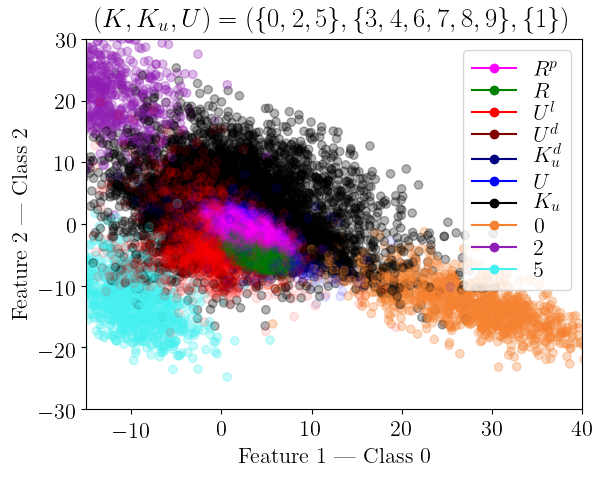 (K, K_u, U) = ({0, 2, 5}, {3, 4, 6, 7, 8, 9}, {1})
30
20
10
0
−10
−20
−30
Feature 2 — Class 2
R^p
R
U^l
U^d
K_u^d
U
K_u
0
2
5
−10
0
10
20
30
40
Feature 1 — Class 0